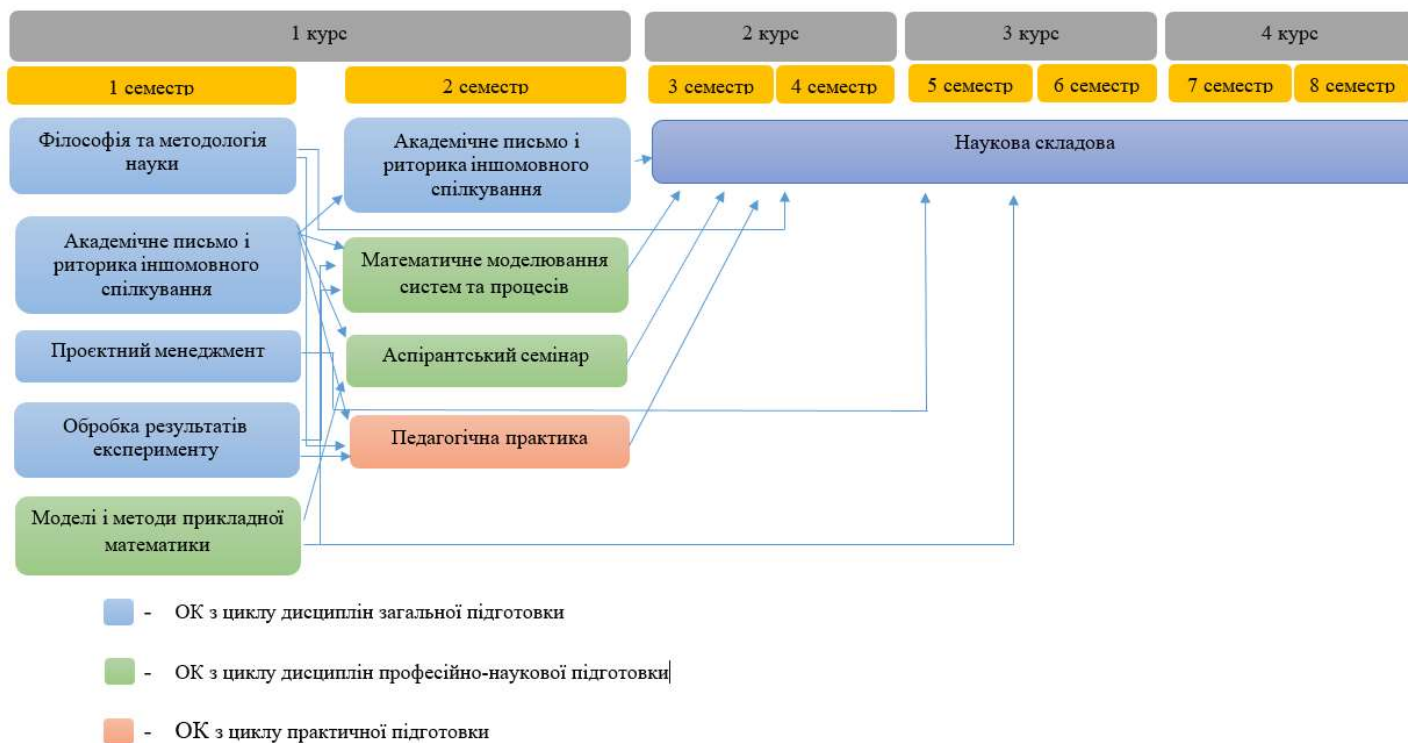 1 курс
2 курс
3 курс
4 курс
1 семестр
2 семестр
3 семестр
4 семестр
5 семестр
6 семестр
7 семестр
8 семестр
Філософія та методологія
науки
Академічне письмо і
риторика іншомовного
спілкування
Проєктний менеджмент
Обробка результатів
експерименту
Моделі і методи прикладної
математики
Академічне письмо і
риторика іншомовного
спілкування
Математичне моделювання
систем та процесів
Аспірантський семінар
Педагогічна практика
Наукова складова
- ОК з циклу дисциплін загальної підготовки
- ОК з циклу дисциплін професійно-наукової підготовки
- ОК з циклу практичної підготовки